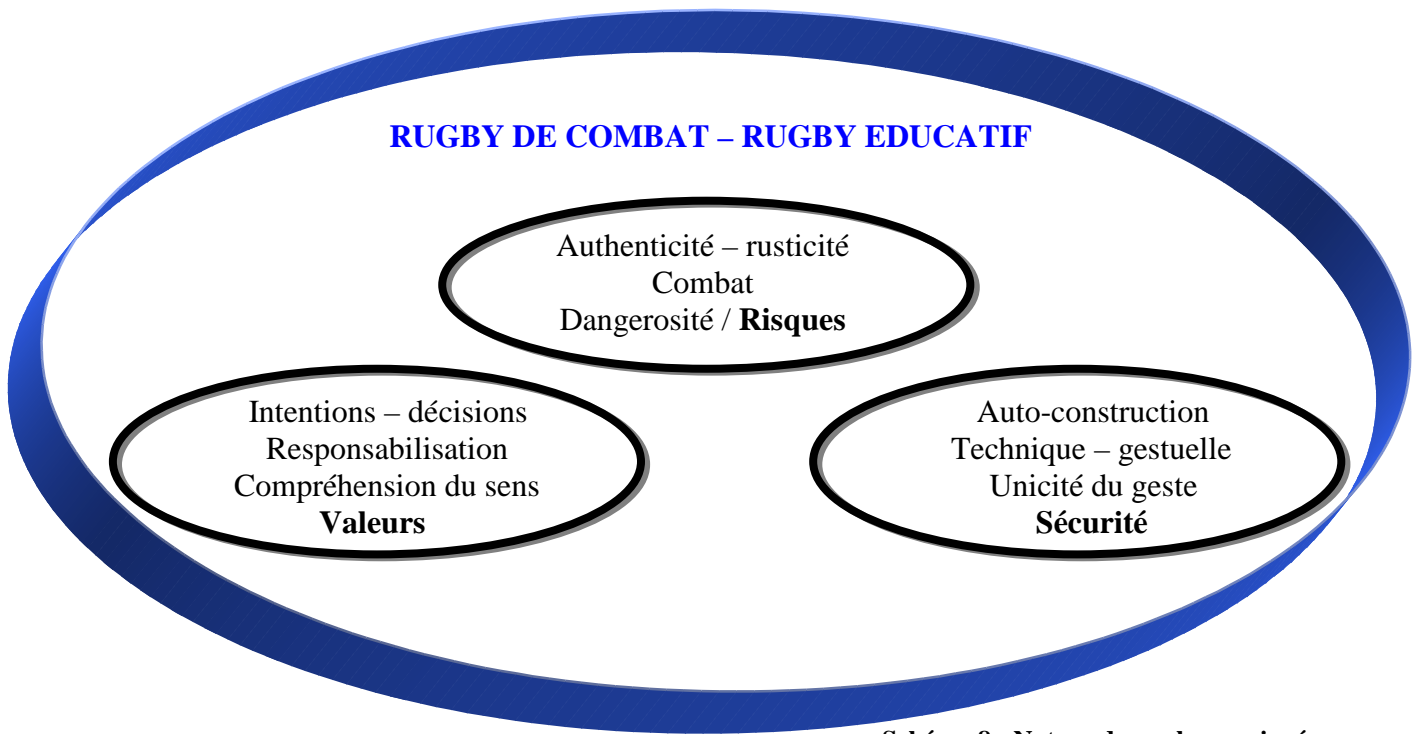 RUGBY DE COMBAT – RUGBY EDUCATIF
Authenticité – rusticité
Combat
Dangerosité / Risques
Intentions – décisions
Responsabilisation
Compréhension du sens
Valeurs
Auto-construction
Technique – gestuelle
Unicité du geste
Sécurité